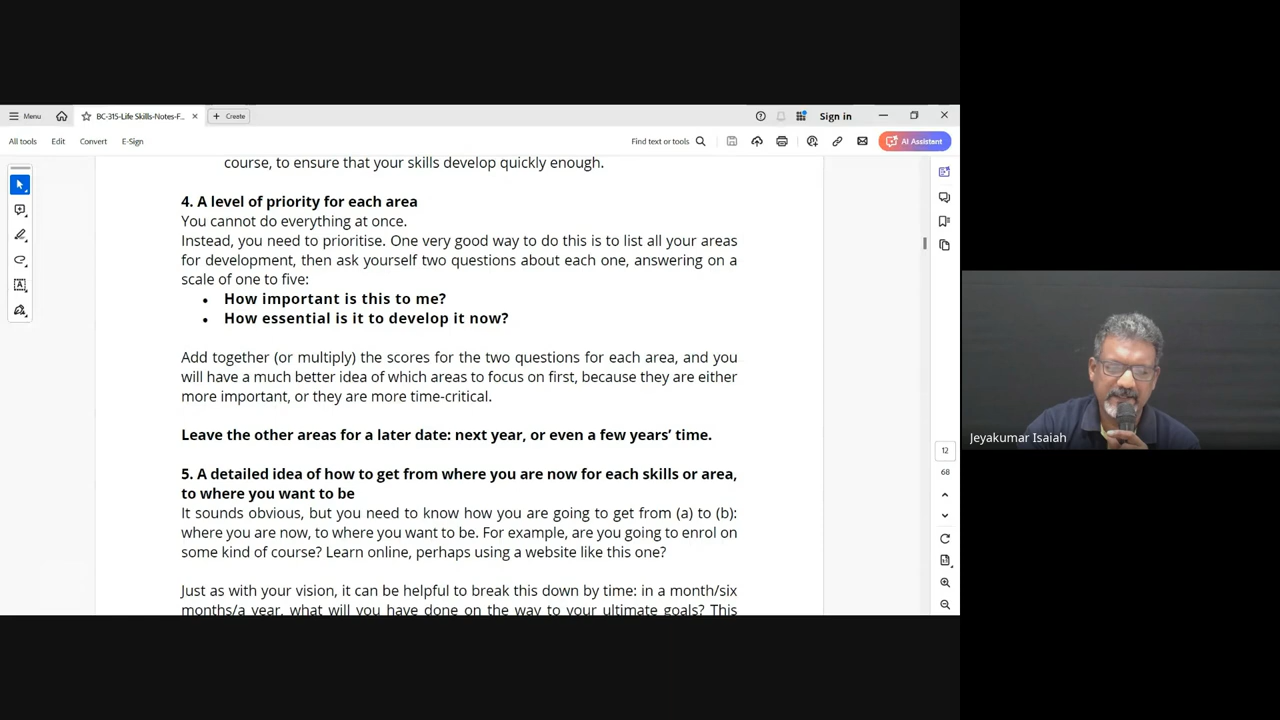 Menu
BC-315-Life Skills-Notes-F...
Create
Sign in
All tools
Edit
Convert
E-Sign
Find text or tools
AI Assistant
course, to ensure that your skills develop quickly enough.
4. A level of priority for each area
You cannot do everything at once.
Instead, you need to prioritise. One very good way to do this is to list all your areas
for development, then ask yourself two questions about each one, answering on a
scale of one to five:
• How important is this to me?
• How essential is it to develop it now?
Add together (or multiply) the scores for the two questions for each area, and you
will have a much better idea of which areas to focus on first, because they are either
more important, or they are more time-critical.
Leave the other areas for a later date: next year, or even a few years’ time.
5. A detailed idea of how to get from where you are now for each skills or area,
to where you want to be
It sounds obvious, but you need to know how you are going to get from (a) to (b):
where you are now, to where you want to be. For example, are you going to enrol on
some kind of course? Learn online, perhaps using a website like this one?
Just as with your vision, it can be helpful to break this down by time: in a month/six
months/a year, what will you have done on the way to your ultimate goals? This
12
68
Jeyakumar Isaiah